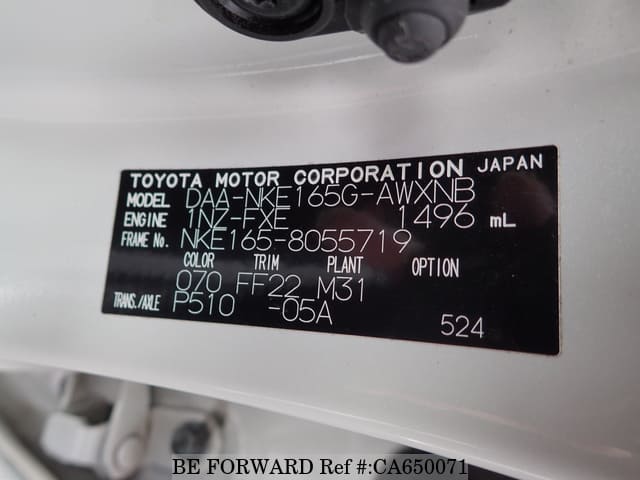 TOYOTA MOTOR CORPORATION JAPAN
MODEL DAA-NKE165G-AWXNB
ENGINE 1NZ-FXE 1496 mL
FRAME No. NKE165-8055719
COLOR TRIM PLANT OPTION
070 FF22 M31
TRANS./AXLE P510 -05A
524
BE FORWARD Ref #:CA650071